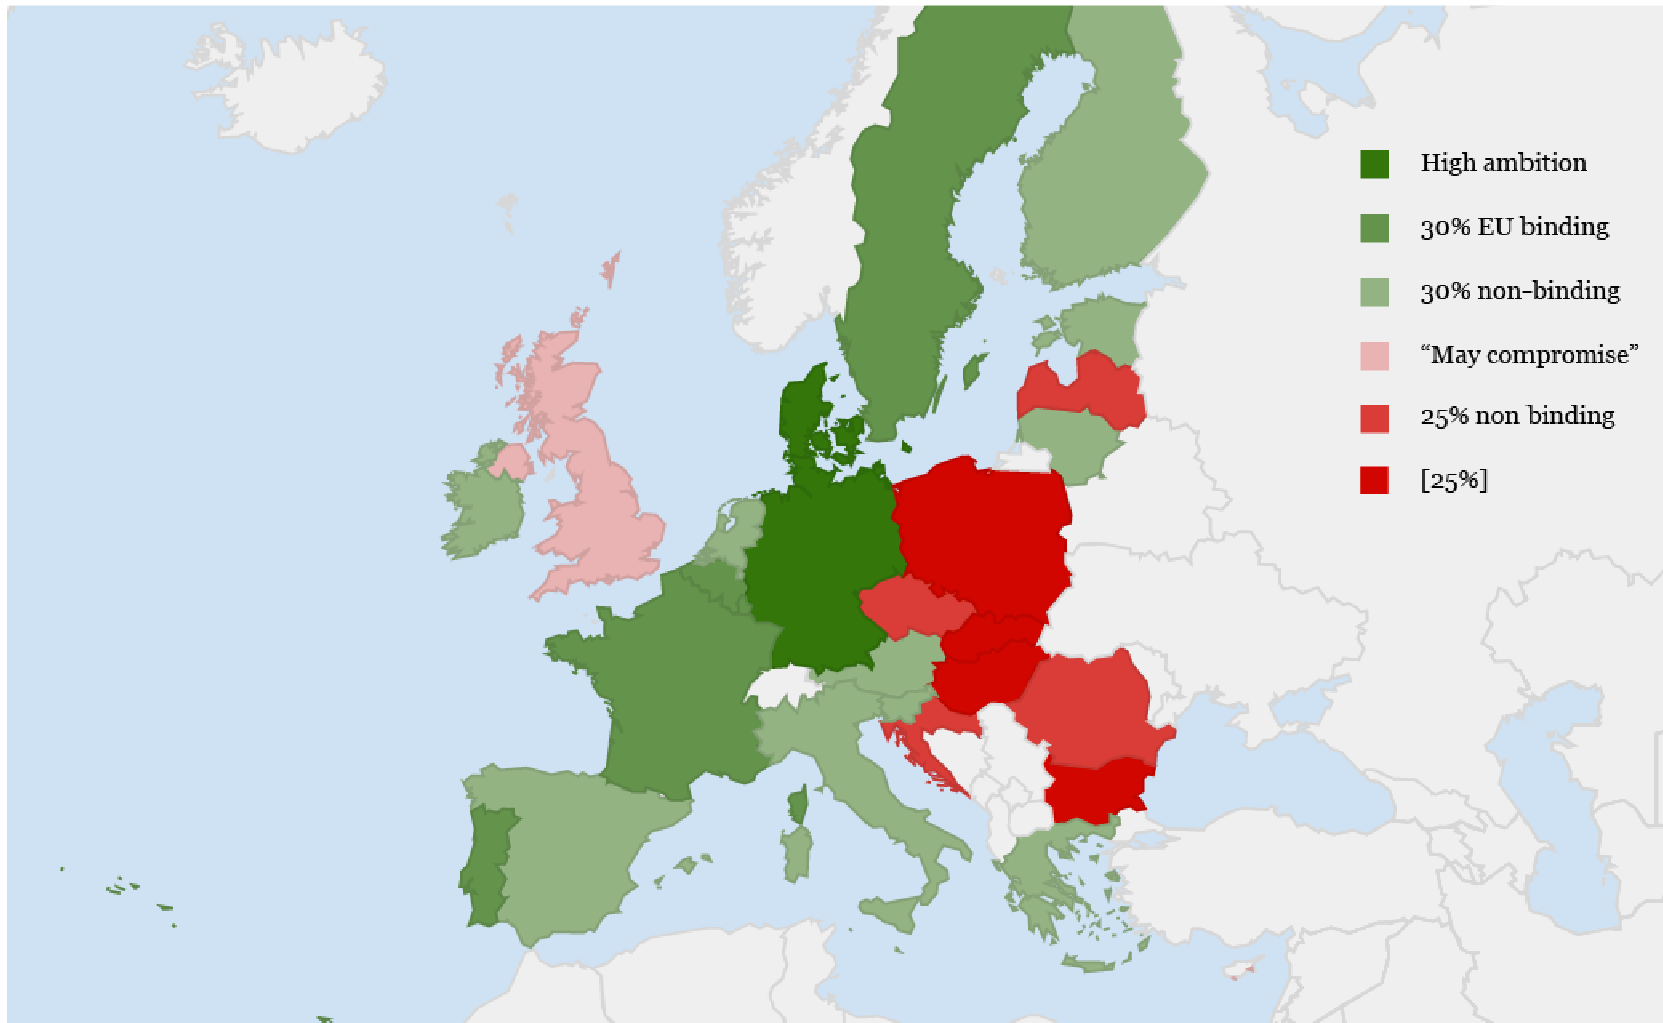 High ambition
30% EU binding
30% non-binding
“May compromise”
25% non binding
[25%]